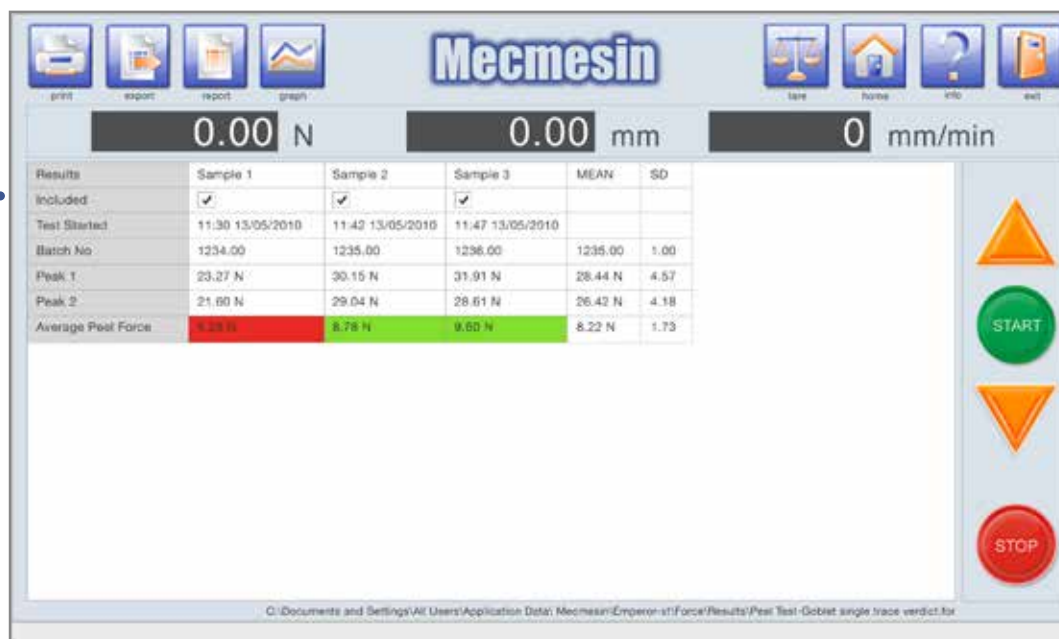 print export report graph Mecmesin tare home info exit
0.00 N 0.00 mm 0 mm/min
Results Sample 1 Sample 2 Sample 3 MEAN SD
Included
Test Started 11:30 13/05/2010 11:42 13/05/2010 11:47 13/05/2010
Batch No 1234.00 1235.00 1236.00 1235.00 1.00
Peak 1 23.27 N 30.15 N 31.91 N 28.44 N 4.57
Peak 2 21.60 N 29.04 N 28.61 N 26.42 N 4.18
Average Peel Force 8.78 N 9.60 N 8.22 N 1.73
START
STOP
C:\Documents and Settings\All Users\Application Data\ Mecmesin\Emperor-st\Force\Results\Peel Test-Goblet single trace verdict.for